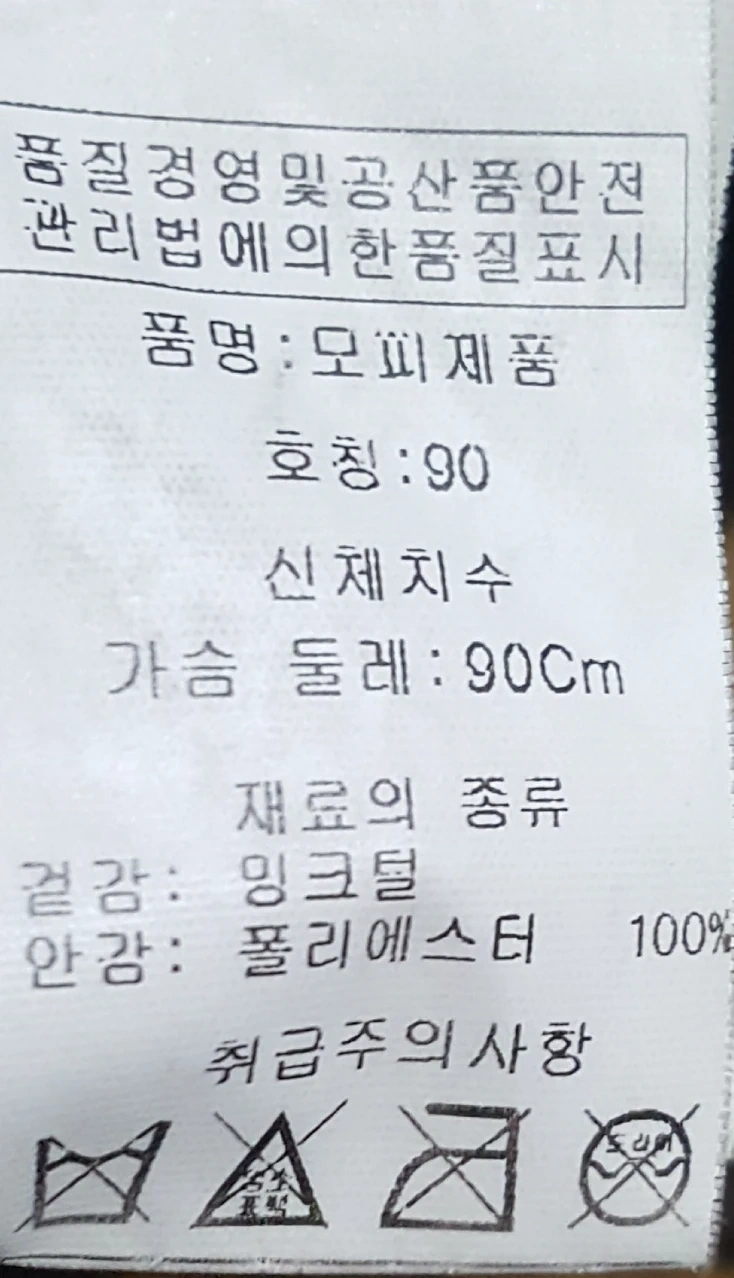 품질경영및공산품안전
관리법에의한품질표시
품명:모피제품
호칭:90
신체치수
가슴 둘레:90Cm
재료의 종류
겉감: 밍크털
안감: 폴리에스터 100%
취급주의사항
드라이